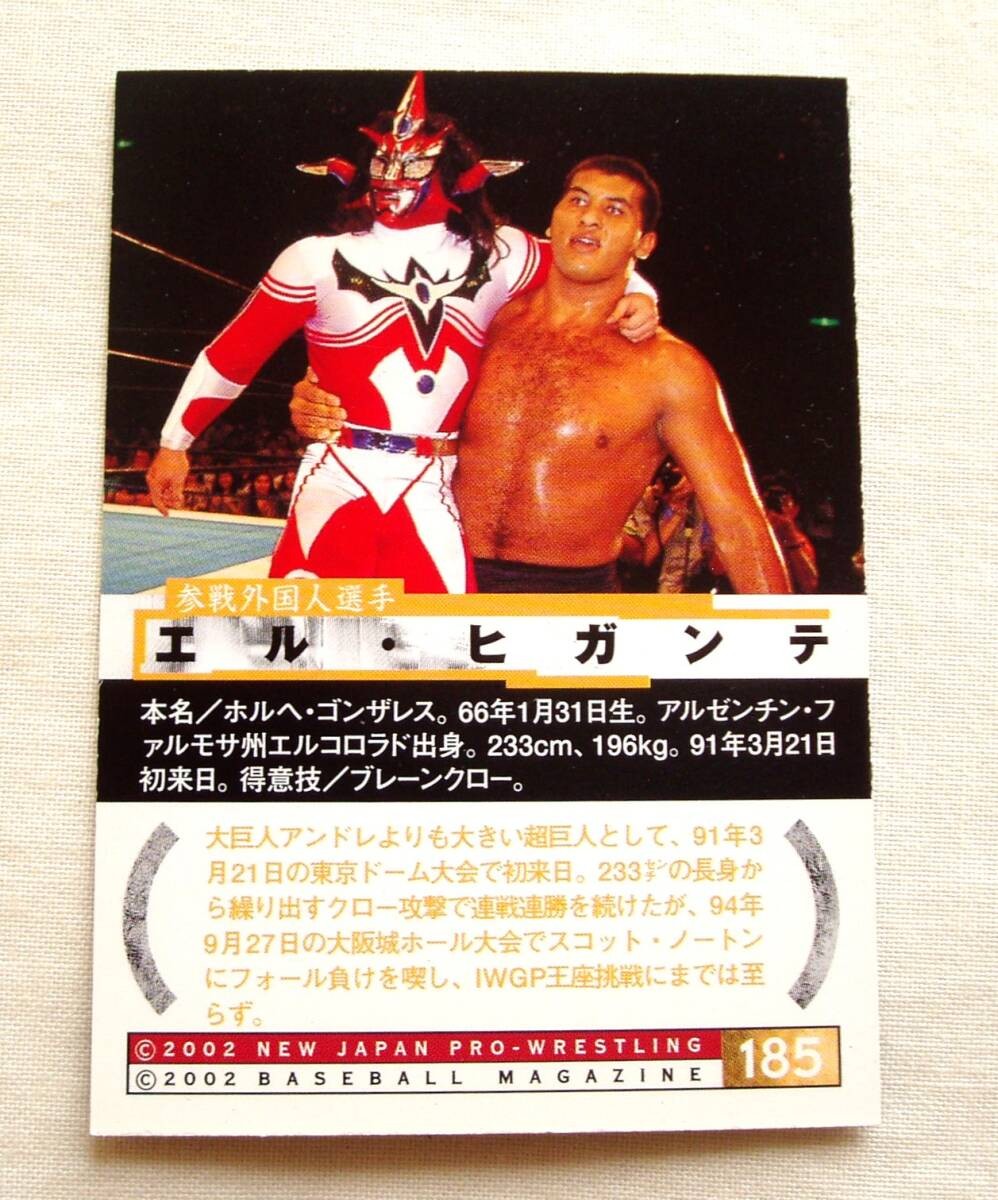 参戦外国人選手
エル・ヒガンテ
本名／ホルヘ・ゴンザレス。66年1月31日生。アルゼンチン・フ
ァルモサ州エルコロラド出身。233cm、196kg。91年3月21日
初来日。得意技／ブレーンクロー。
大巨人アンドレよりも大きい超巨人として、91年3
月21日の東京ドーム大会で初来日。233センチの長身か
ら繰り出すクロー攻撃で連戦連勝を続けたが、94年
9月27日の大阪城ホール大会でスコット・ノートン
にフォール負けを喫し、IWGP王座挑戦にまでは至
らず。
©2002 NEW JAPAN PRO-WRESTLING
©2002 BASEBALL MAGAZINE
185